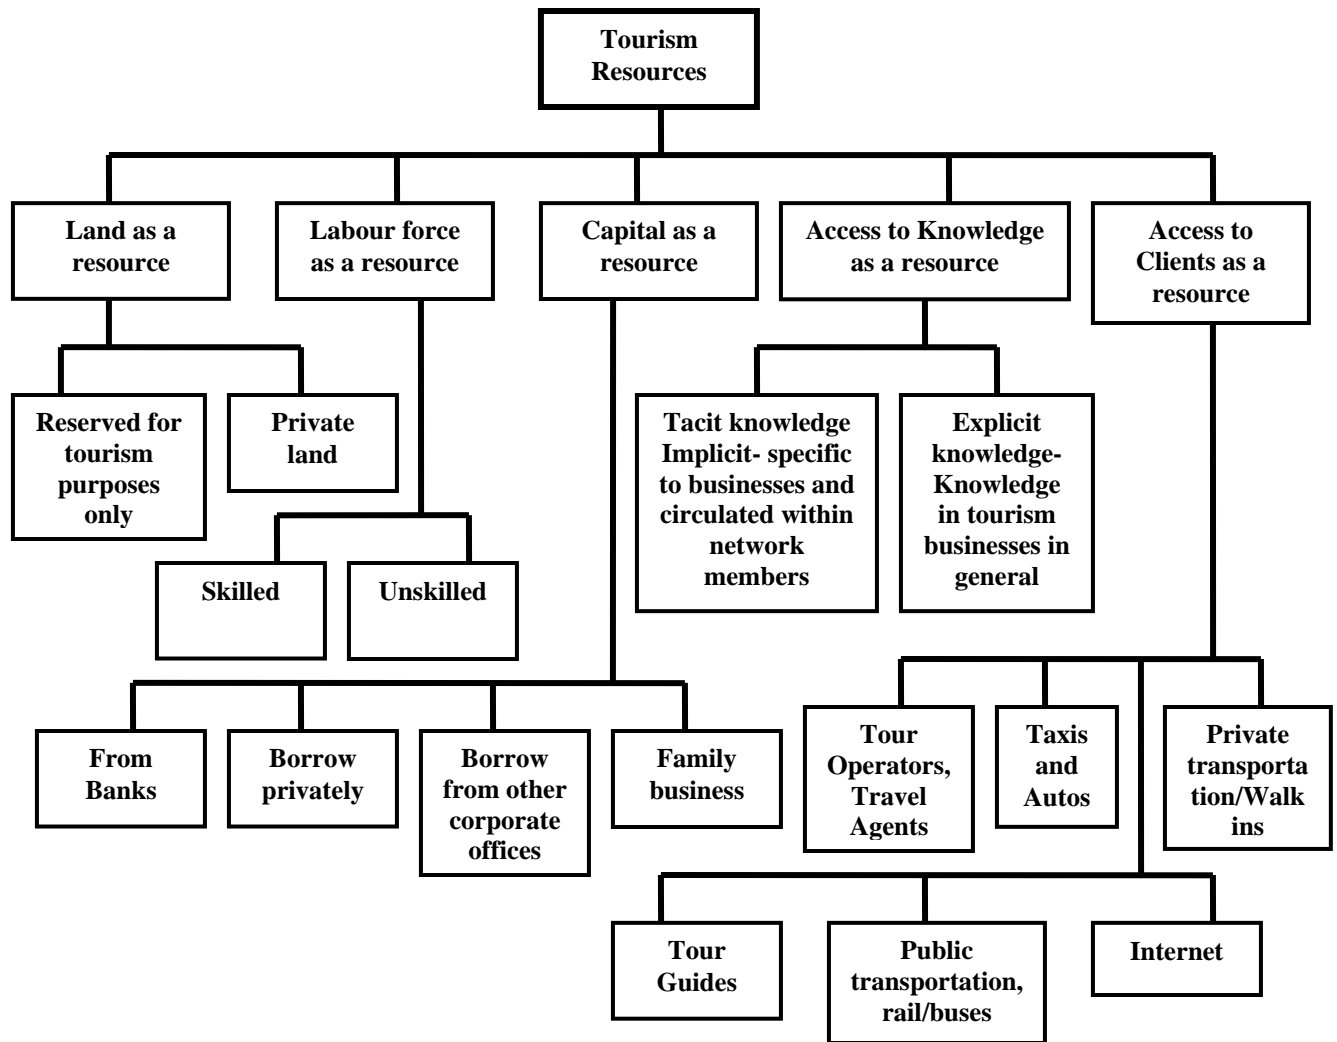 Tourism
Resources
Land as a
resource
Labour force
as a resource
Capital as a
resource
Access to Knowledge
as a resource
Access to
Clients as a
resource
Reserved for
tourism
purposes
only
Private
land
Tacit knowledge
Implicit- specific
to businesses and
circulated within
network
members
Explicit
knowledge-
Knowledge
in tourism
businesses in
general
Skilled
Unskilled
From
Banks
Borrow
privately
Borrow
from other
corporate
offices
Family
business
Tour
Operators,
Travel
Agents
Taxis
and
Autos
Private
transporta
tion/Walk
ins
Tour
Guides
Public
transportation,
rail/buses
Internet